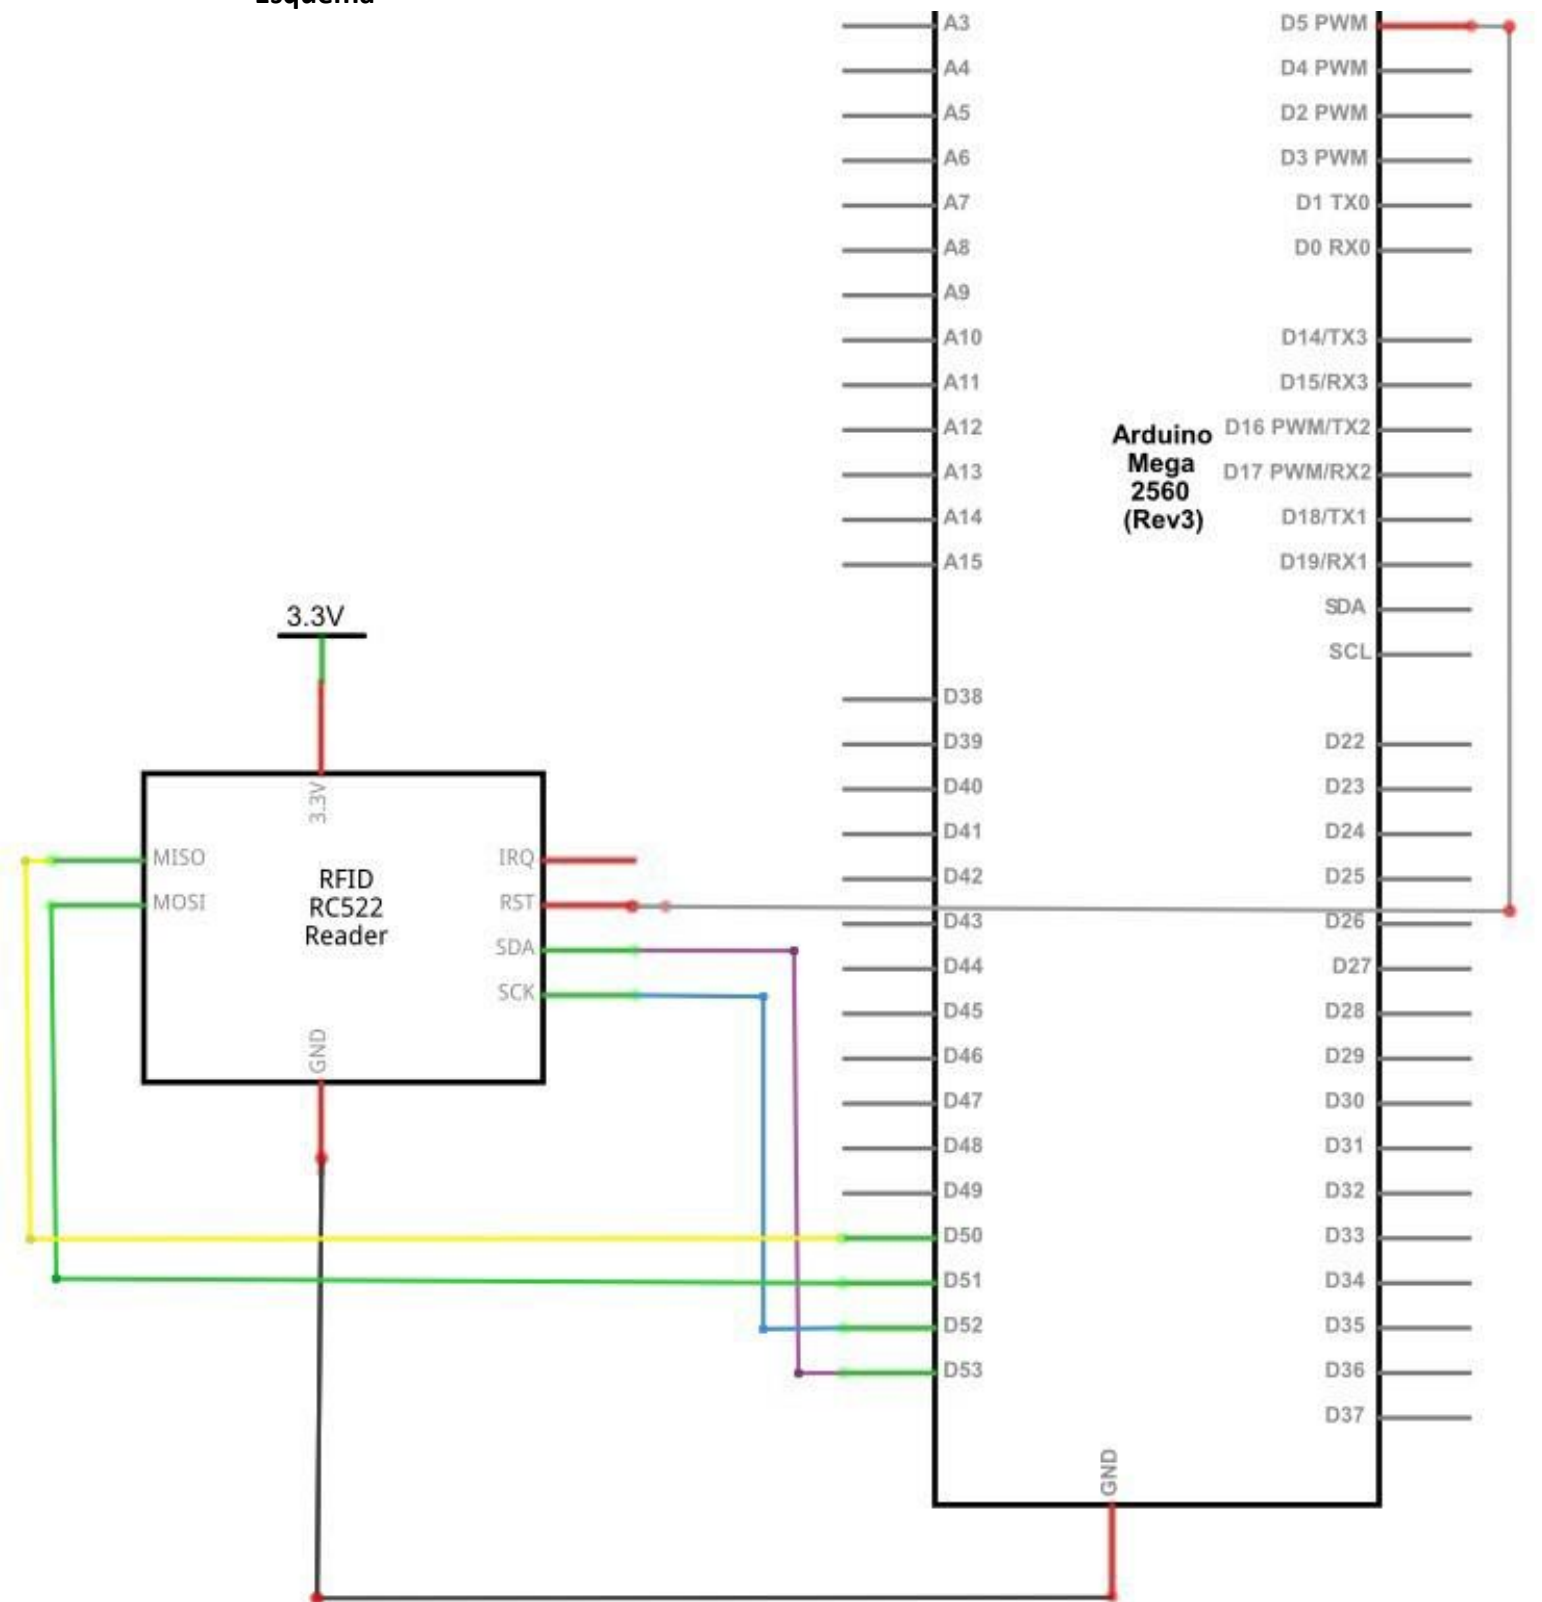 Esquema
A3
A4
A5
A6
A7
A8
A9
A10
A11
A12
A13
A14
A15
D38
D39
D40
D41
D42
D43
D44
D45
D46
D47
D48
D49
D50
D51
D52
D53
D5 PWM
D4 PWM
D2 PWM
D3 PWM
D1 TX0
D0 RX0
D14/TX3
D15/RX3
D16 PWM/TX2
D17 PWM/RX2
D18/TX1
D19/RX1
SDA
SCL
D22
D23
D24
D25
D26
D27
D28
D29
D30
D31
D32
D33
D34
D35
D36
D37
GND
Arduino
Mega
2560
(Rev3)
3.3V
3.3V
MISO
MOSI
RFID
RC522
Reader
IRQ
RST
SDA
SCK
GND